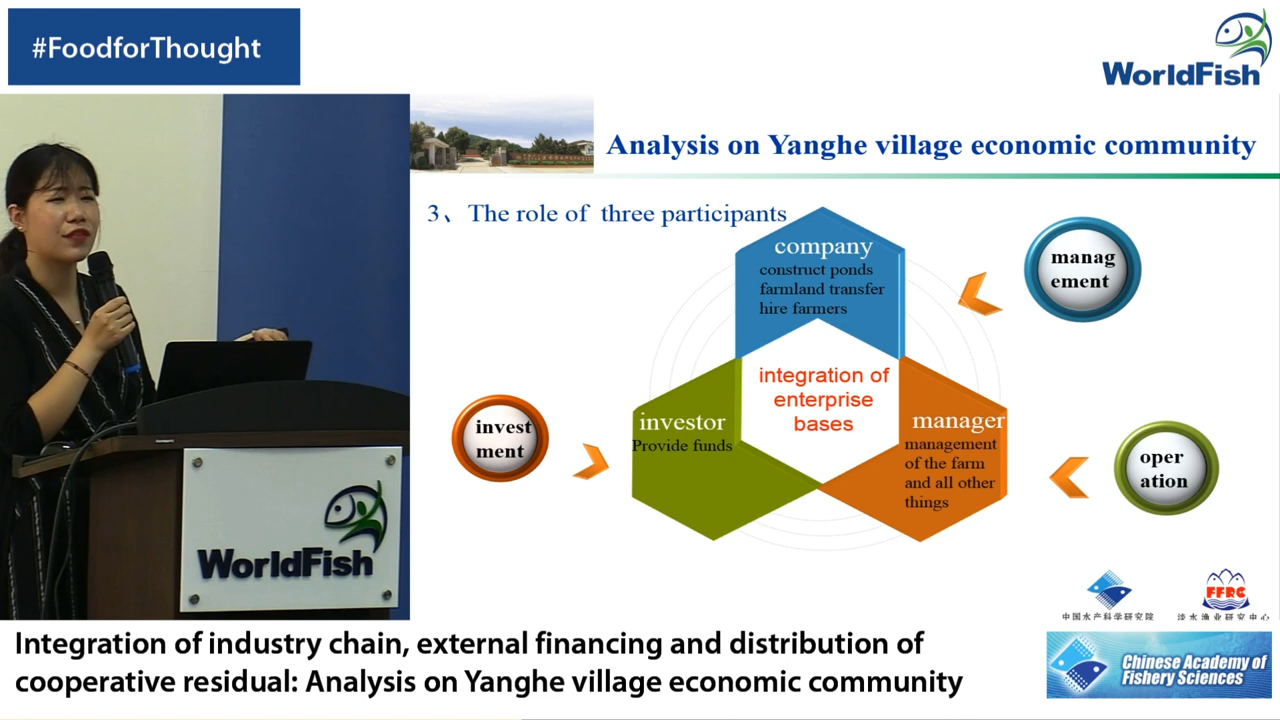 #FoodforThought
WorldFish
Analysis on Yanghe village economic community
3、 The role of three participants
company
construct ponds
farmland transfer
hire farmers
manag
ement
integration of
enterprise
bases
investor
Provide funds
manager
management
of the farm
and all other
things
invest
ment
oper
ation
WorldFish
FFRC
中国水产科学研究院
淡水渔业研究中心
Integration of industry chain, external financing and distribution of
cooperative residual: Analysis on Yanghe village economic community
Chinese Academy of
Fishery Sciences